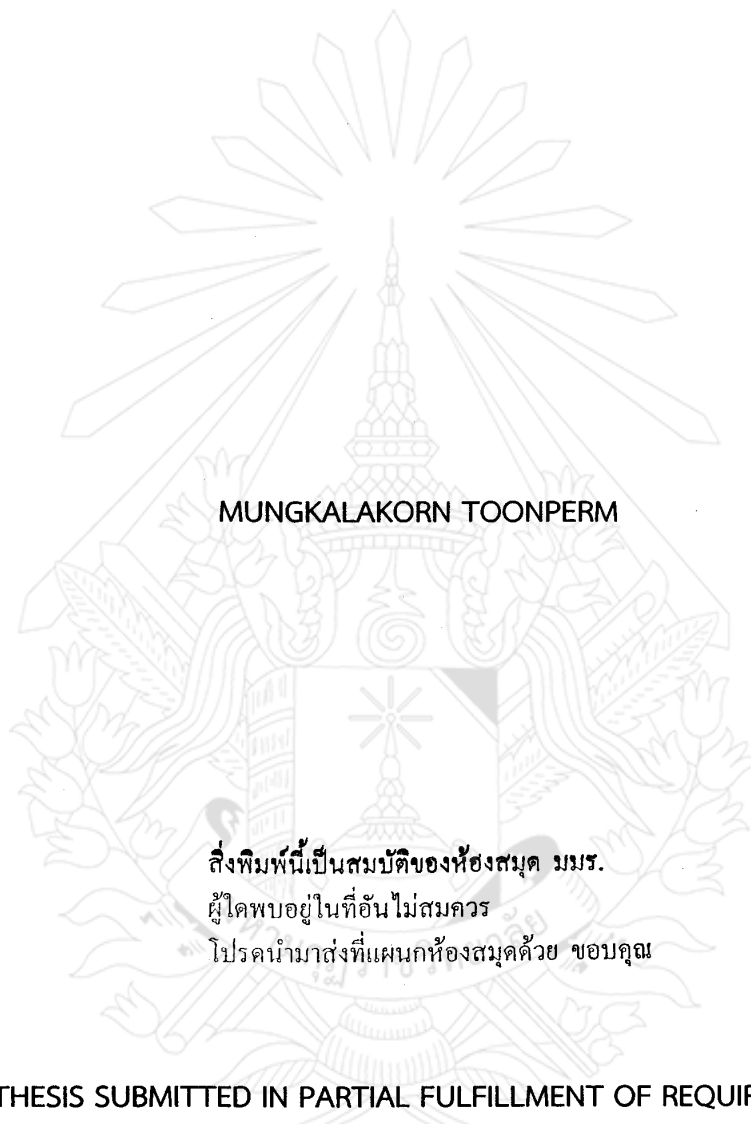 MUNGKALAKORN TOONPERM
สิ่งพิมพ์นี้เป็นสมบัติของห้องสมุด มมร.
ผู้ใดพบอยู่ในที่อันไม่สมควร
โปรดนำมาส่งที่แผนกห้องสมุดด้วย ขอบคุณ
THESIS SUBMITTED IN PARTIAL FULFILLMENT OF